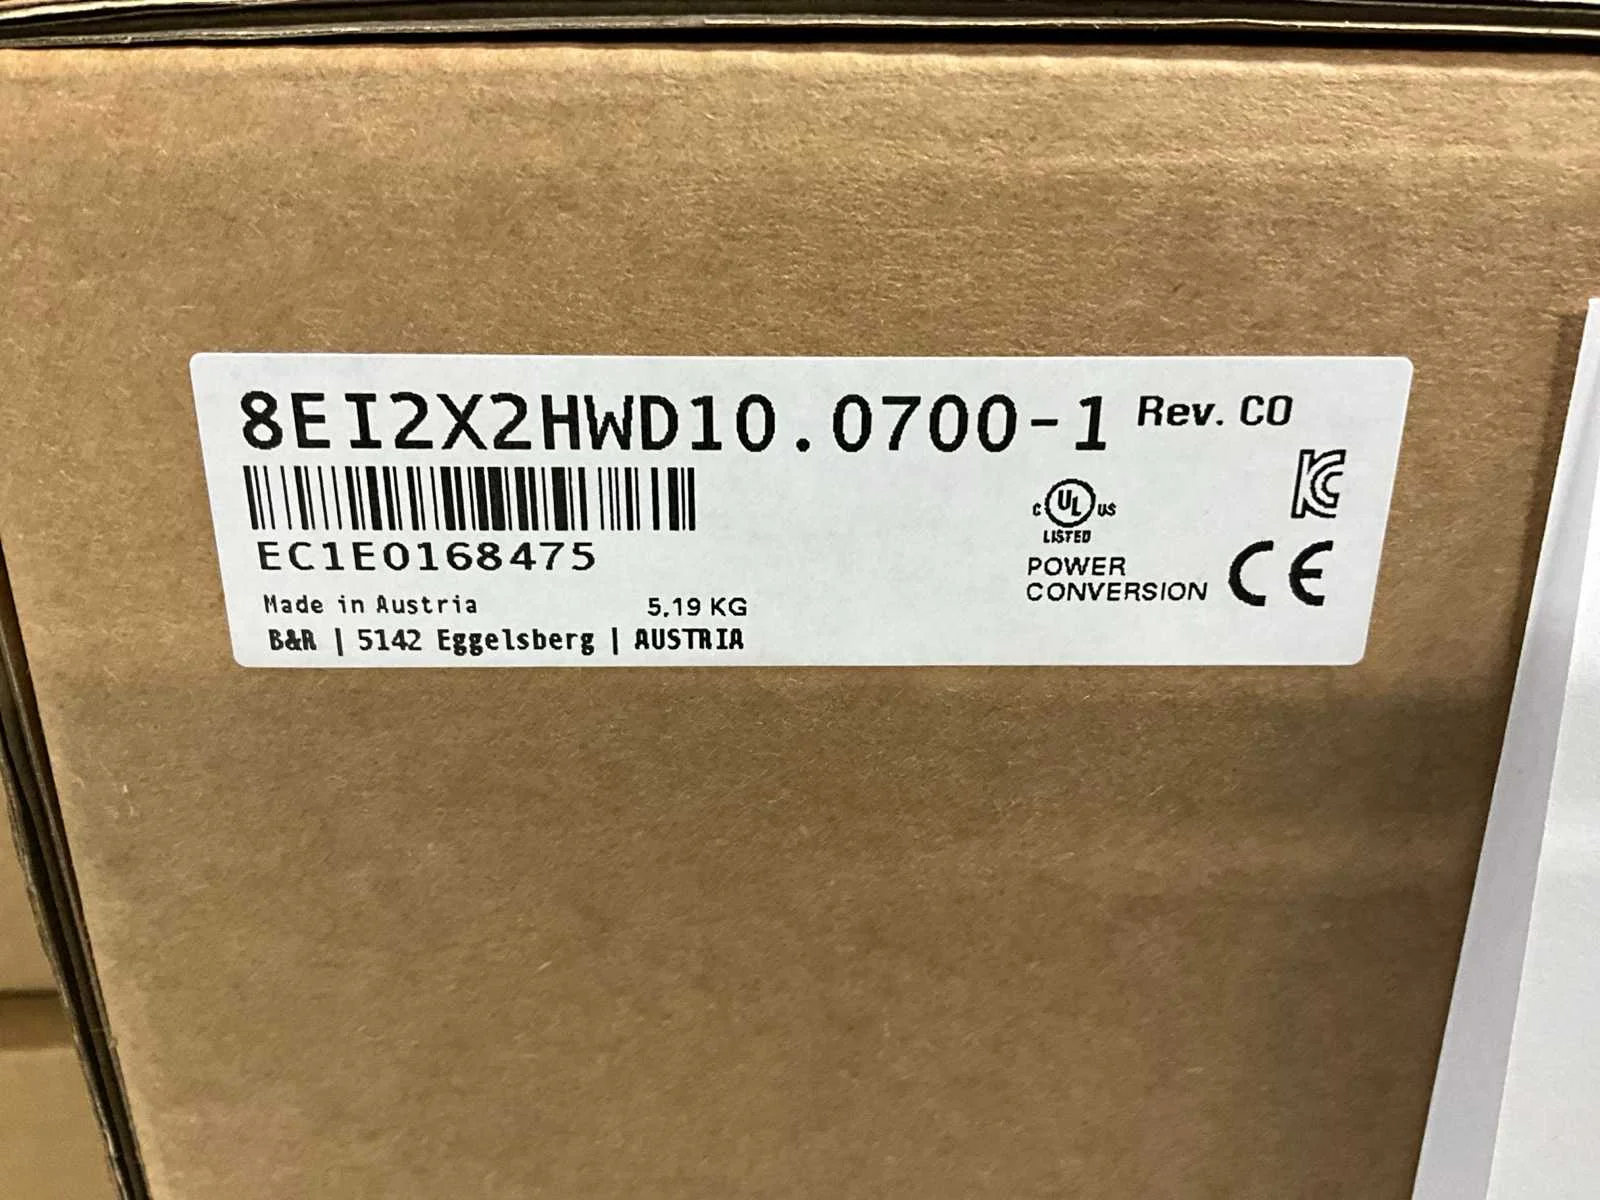 8EI2X2HWD10.0700-1 Rev. C0
EC1E0168475
Made in Austria 5,19 KG
B&R | 5142 Eggelsberg | AUSTRIA
C UL US
LISTED
POWER
CONVERSION
KC
CE